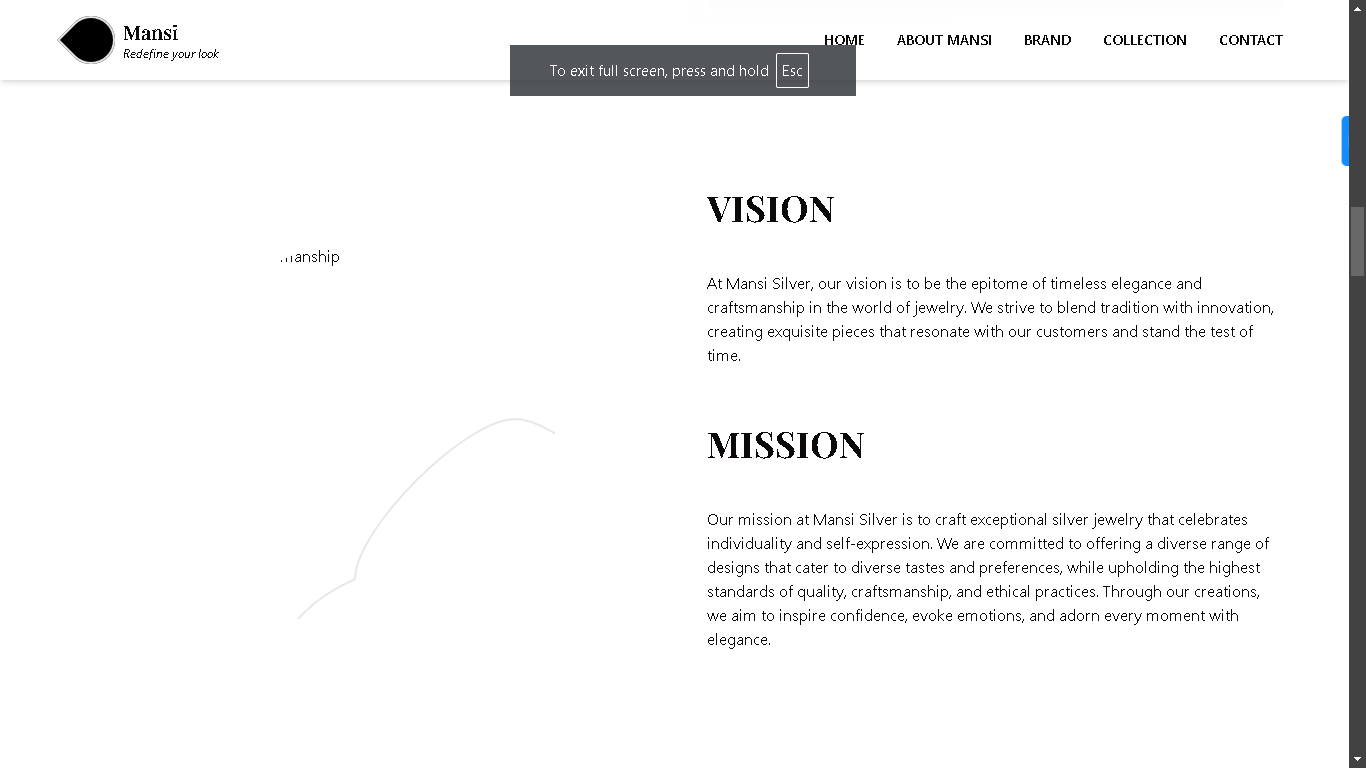 Mansi
Redefine your look
HOME ABOUT MANSI BRAND COLLECTION CONTACT
To exit full screen, press and hold Esc
anship
VISION
At Mansi Silver, our vision is to be the epitome of timeless elegance and
craftsmanship in the world of jewelry. We strive to blend tradition with innovation,
creating exquisite pieces that resonate with our customers and stand the test of
time.
MISSION
Our mission at Mansi Silver is to craft exceptional silver jewelry that celebrates
individuality and self-expression. We are committed to offering a diverse range of
designs that cater to diverse tastes and preferences, while upholding the highest
standards of quality, craftsmanship, and ethical practices. Through our creations,
we aim to inspire confidence, evoke emotions, and adorn every moment with
elegance.